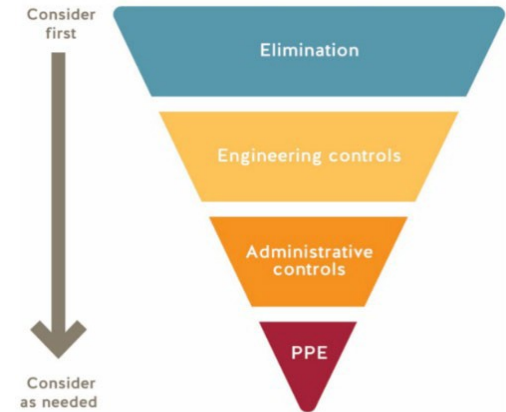 Consider
first
Elimination
Engineering controls
Administrative
controls
PPE
Consider
as needed